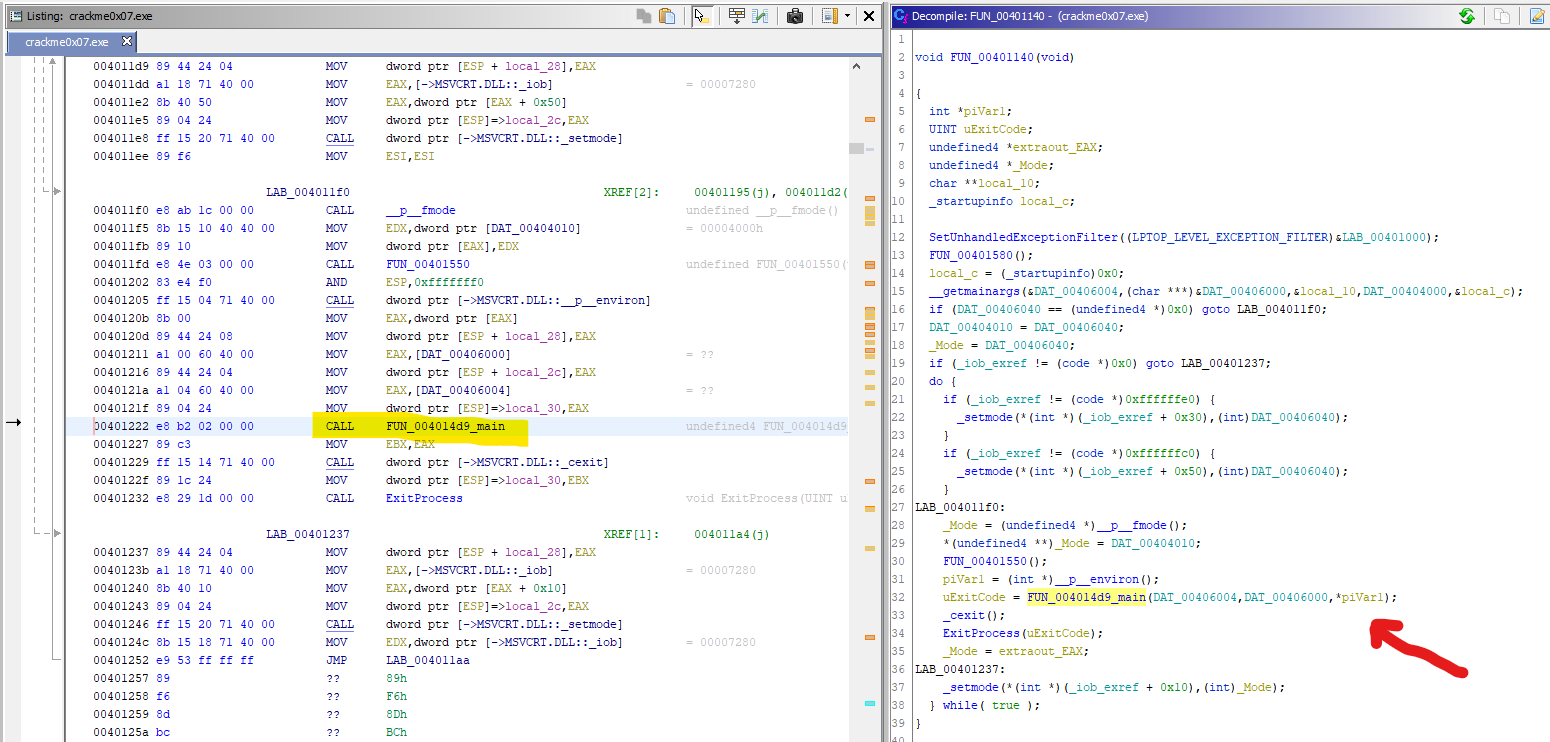 Listing: crackme0x07.exe
crackme0x07.exe
004011d9 89 44 24 04 MOV dword ptr [ESP + local_28],EAX
004011dd a1 18 71 40 00 MOV EAX,[->MSVCRT.DLL::_iob] = 00007280
004011e2 8b 40 50 MOV EAX,dword ptr [EAX + 0x50]
004011e5 89 04 24 MOV dword ptr [ESP]=>local_2c,EAX
004011e8 ff 15 20 71 40 00 CALL dword ptr [->MSVCRT.DLL::_setmode]
004011ee 89 f6 MOV ESI,ESI
LAB_004011f0 XREF[2]: 00401195(j), 004011d2(
004011f0 e8 ab 1c 00 00 CALL __p__fmode undefined __p__fmode()
004011f5 8b 15 10 40 40 00 MOV EDX,dword ptr [DAT_00404010] = 00004000h
004011fb 89 10 MOV dword ptr [EAX],EDX
004011fd e8 4e 03 00 00 CALL FUN_00401550 undefined FUN_00401550(
00401202 83 e4 f0 AND ESP,0xfffffff0
00401205 ff 15 04 71 40 00 CALL dword ptr [->MSVCRT.DLL::__p__environ]
0040120b 8b 00 MOV EAX,dword ptr [EAX]
0040120d 89 44 24 08 MOV dword ptr [ESP + local_28],EAX
00401211 a1 00 60 40 00 MOV EAX,[DAT_00406000] = ??
00401216 89 44 24 04 MOV dword ptr [ESP + local_2c],EAX
0040121a a1 04 60 40 00 MOV EAX,[DAT_00406004] = ??
0040121f 89 04 24 MOV dword ptr [ESP]=>local_30,EAX
00401222 e8 b2 02 00 00 CALL FUN_004014d9_main undefined4 FUN_004014d9_
00401227 89 c3 MOV EBX,EAX
00401229 ff 15 14 71 40 00 CALL dword ptr [->MSVCRT.DLL::_cexit]
0040122f 89 1c 24 MOV dword ptr [ESP]=>local_30,EBX
00401232 e8 29 1d 00 00 CALL ExitProcess void ExitProcess(UINT u
LAB_00401237 XREF[1]: 004011a4(j)
00401237 89 44 24 04 MOV dword ptr [ESP + local_28],EAX
0040123b a1 18 71 40 00 MOV EAX,[->MSVCRT.DLL::_iob] = 00007280
00401240 8b 40 10 MOV EAX,dword ptr [EAX + 0x10]
00401243 89 04 24 MOV dword ptr [ESP]=>local_2c,EAX
00401246 ff 15 20 71 40 00 CALL dword ptr [->MSVCRT.DLL::_setmode]
0040124c 8b 15 18 71 40 00 MOV EDX,dword ptr [->MSVCRT.DLL::_iob] = 00007280
00401252 e9 53 ff ff ff JMP LAB_004011aa
00401257 89 ?? 89h
00401258 f6 ?? F6h
00401259 8d ?? 8Dh
0040125a bc ?? BCh
Decompile: FUN_00401140 - (crackme0x07.exe)
1
2 void FUN_00401140(void)
3
4 {
5 int *piVar1;
6 UINT uExitCode;
7 undefined4 *extraout_EAX;
8 undefined4 *_Mode;
9 char **local_10;
10 _startupinfo local_c;
11
12 SetUnhandledExceptionFilter((LPTOP_LEVEL_EXCEPTION_FILTER)&LAB_00401000);
13 FUN_00401580();
14 local_c = (_startupinfo)0x0;
15 __getmainargs(&DAT_00406004,(char ***)&DAT_00406000,&local_10,DAT_00404000,&local_c);
16 if (DAT_00406040 == (undefined4 *)0x0) goto LAB_004011f0;
17 DAT_00404010 = DAT_00406040;
18 _Mode = DAT_00406040;
19 if (_iob_exref != (code *)0x0) goto LAB_00401237;
20 do {
21 if (_iob_exref != (code *)0xffffffe0) {
22 _setmode(*(int *)(_iob_exref + 0x30),(int)DAT_00406040);
23 }
24 if (_iob_exref != (code *)0xffffffc0) {
25 _setmode(*(int *)(_iob_exref + 0x50),(int)DAT_00406040);
26 }
27 LAB_004011f0:
28 _Mode = (undefined4 *)__p__fmode();
29 *(undefined4 **)_Mode = DAT_00404010;
30 FUN_00401550();
31 piVar1 = (int *)__p__environ();
32 uExitCode = FUN_004014d9_main(DAT_00406004,DAT_00406000,*piVar1);
33 _cexit();
34 ExitProcess(uExitCode);
35 _Mode = extraout_EAX;
36 LAB_00401237:
37 _setmode(*(int *)(_iob_exref + 0x10),(int)_Mode);
38 } while( true );
39 }
40